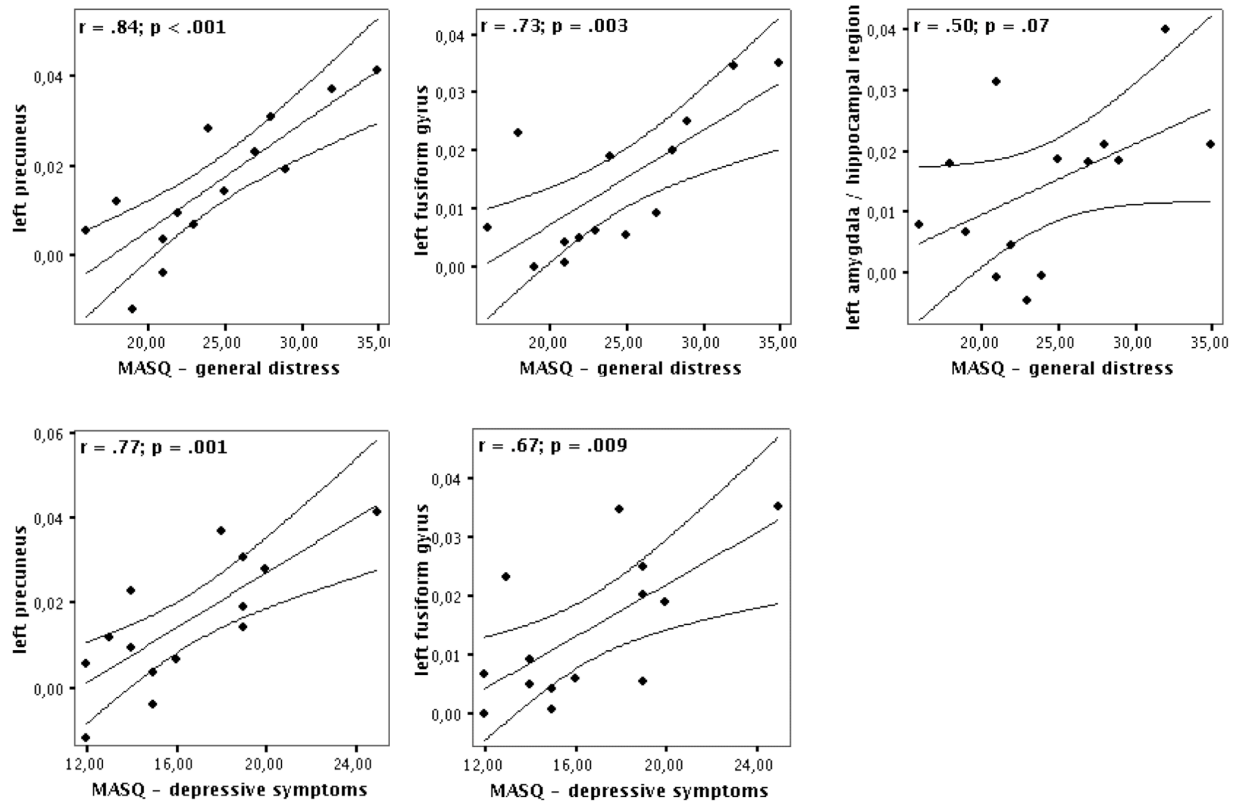 r = .84; p < .001
left precuneus
0,04
0,02
0,00
20,00 25,00 30,00 35,00
MASQ – general distress
r = .73; p = .003
left fusiform gyrus
0,04
0,03
0,02
0,01
0,00
20,00 25,00 30,00 35,00
MASQ – general distress
r = .50; p = .07
left amygdala / hippocampal region
0,04
0,03
0,02
0,01
0,00
20,00 25,00 30,00 35,00
MASQ – general distress
r = .77; p = .001
left precuneus
0,06
0,04
0,02
0,00
12,00 16,00 20,00 24,00
MASQ – depressive symptoms
r = .67; p = .009
left fusiform gyrus
0,04
0,03
0,02
0,01
0,00
12,00 16,00 20,00 24,00
MASQ – depressive symptoms